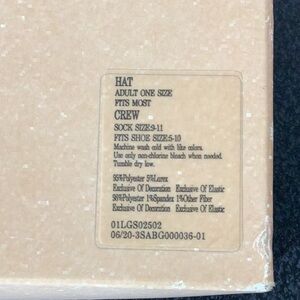 HAT
ADULT ONE SIZE
FITS MOST
CREW
SOCK SIZE:9-11
FITS SHOE SIZE:5-10
Machine wash cold with like colors.
Use only non-chlorine bleach when needed.
Tumble dry low.
95%Polyester 5%Lurex
Exclusive Of Decoration Exclusive Of Elastic
98%Polyester 1%Spandex 1%Other Fiber
Exclusive Of Decoration Exclusive Of Elastic
01LGS02502
06/20-3SABG000036-01